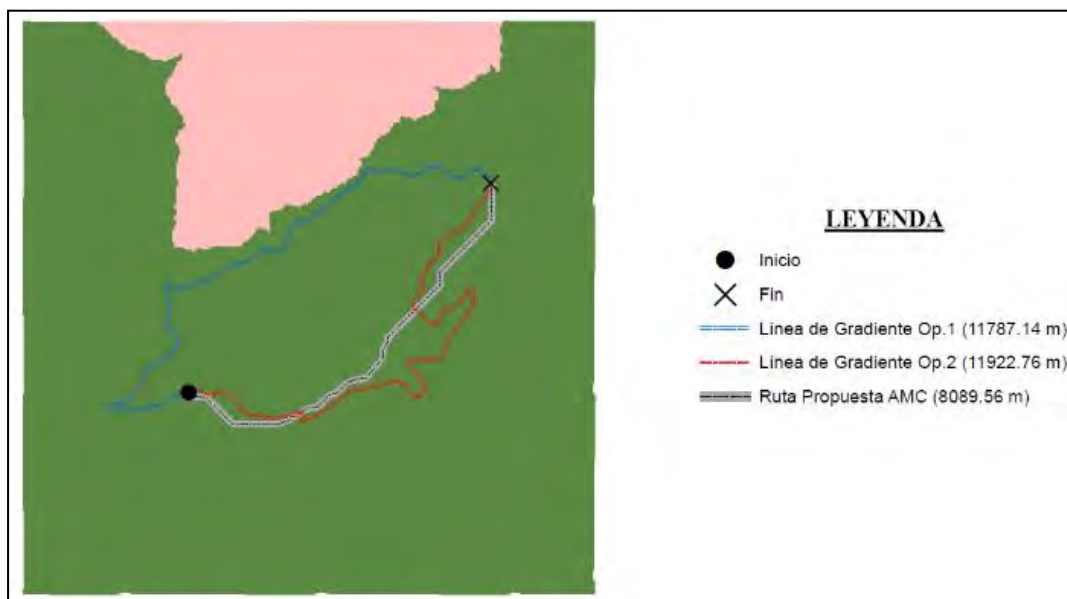 LEYENDA
Inicio
Fin
Linea de Gradiente Op.1 (11787.14 m)
Linea de Gradiente Op.2 (11922.76 m)
Ruta Propuesta AMC (8089.56 m)